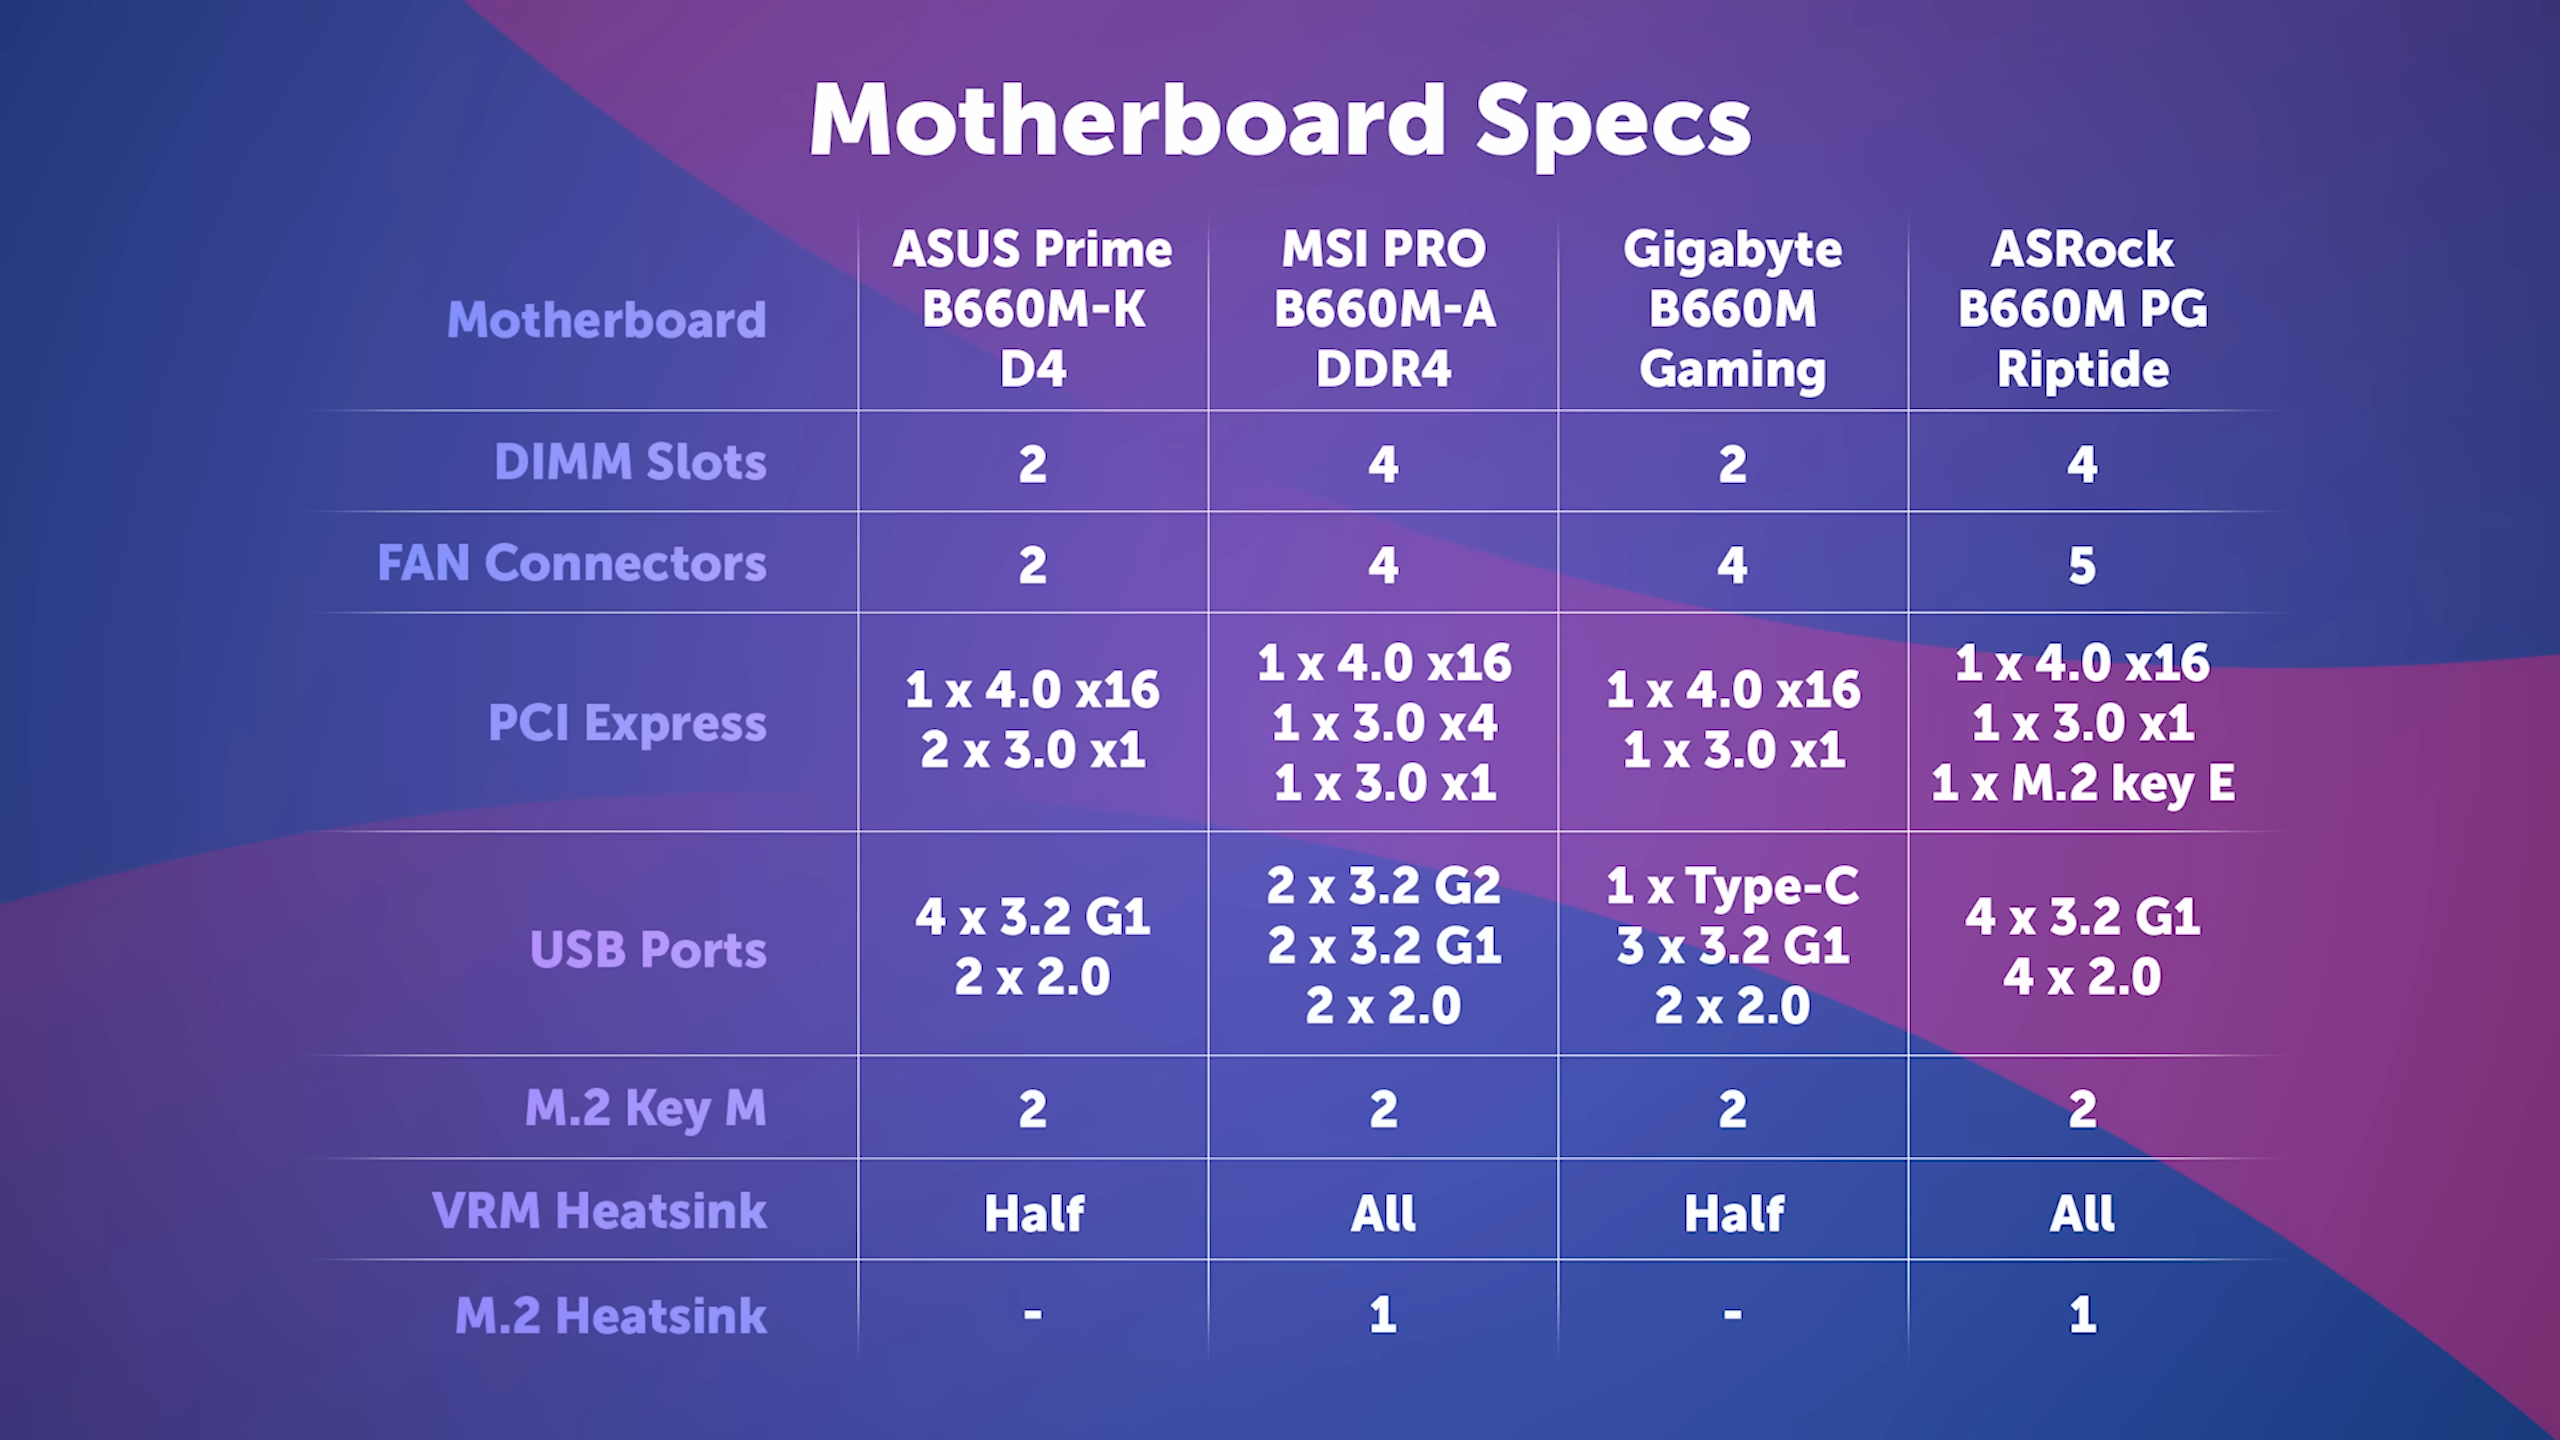 Motherboard Specs
Motherboard
ASUS Prime
B660M-K
D4
MSI PRO
B660M-A
DDR4
Gigabyte
B660M
Gaming
ASRock
B660M PG
Riptide
DIMM Slots
2
4
2
4
FAN Connectors
2
4
4
5
PCI Express
1 x 4.0 x16
2 x 3.0 x1
1 x 4.0 x16
1 x 3.0 x4
1 x 3.0 x1
1 x 4.0 x16
1 x 3.0 x1
1 x 4.0 x16
1 x 3.0 x1
1 x M.2 key E
USB Ports
4 x 3.2 G1
2 x 2.0
2 x 3.2 G2
2 x 3.2 G1
2 x 2.0
1 x Type-C
3 x 3.2 G1
2 x 2.0
4 x 3.2 G1
4 x 2.0
M.2 Key M
2
2
2
2
VRM Heatsink
Half
All
Half
All
M.2 Heatsink
-
1
-
1